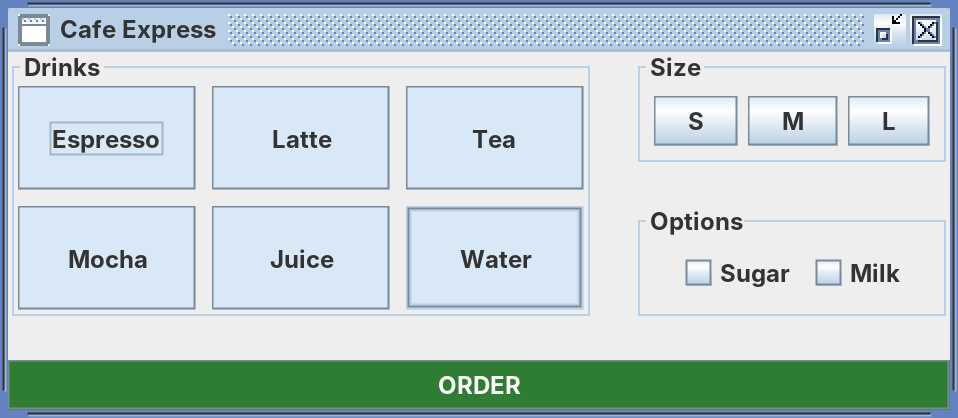 Cafe Express
Drinks
Espresso
Latte
Tea
Mocha
Juice
Water
Size
S
M
L
Options
Sugar
Milk
ORDER